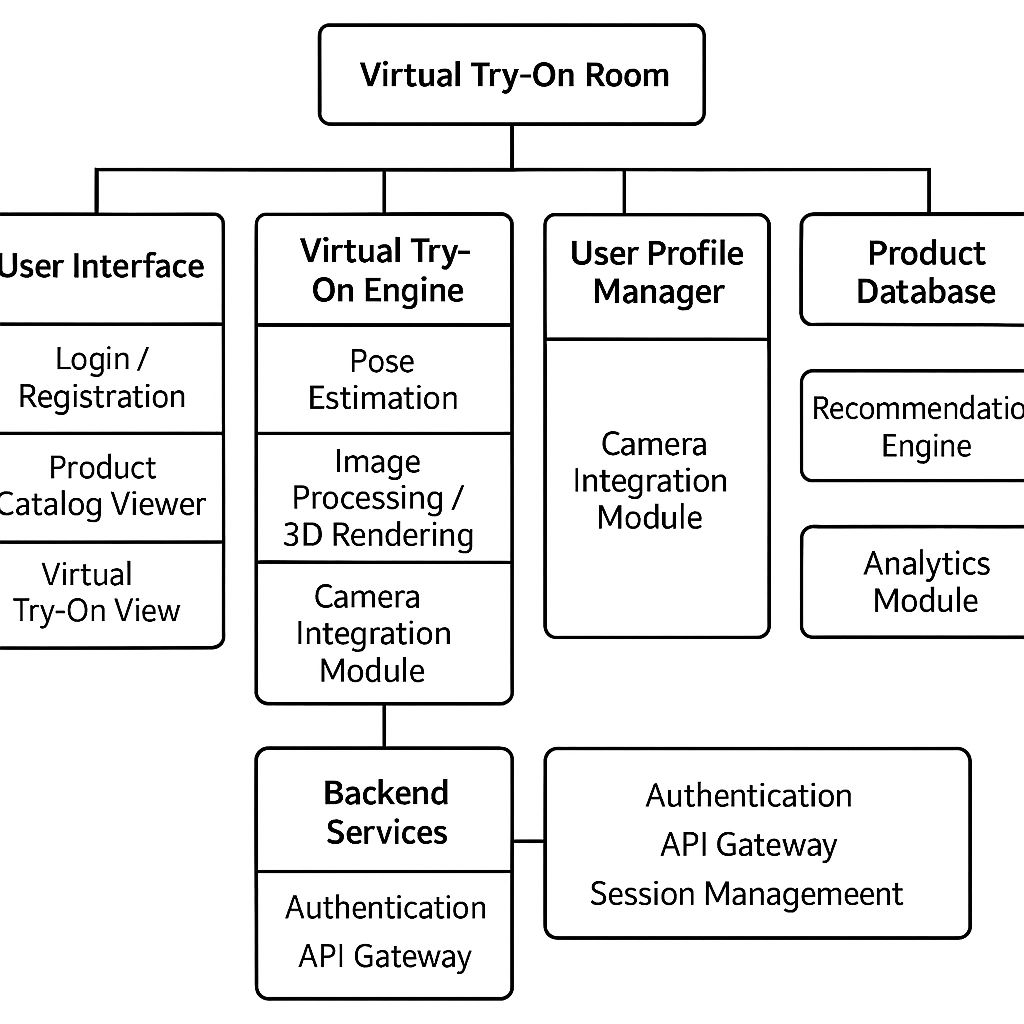 Virtual Try-On Room
User Interface
Login /
Registration
Product
Catalog Viewer
Virtual
Try-On View
Virtual Try-
On Engine
Pose
Estimation
Image
Processing /
3D Rendering
Camera
Integration
Module
User Profile
Manager
Camera
Integration
Module
Product
Database
Recommendatio
Engine
Analytics
Module
Backend
Services
Authentication
API Gateway
Authentication
API Gateway
Session Managemeent